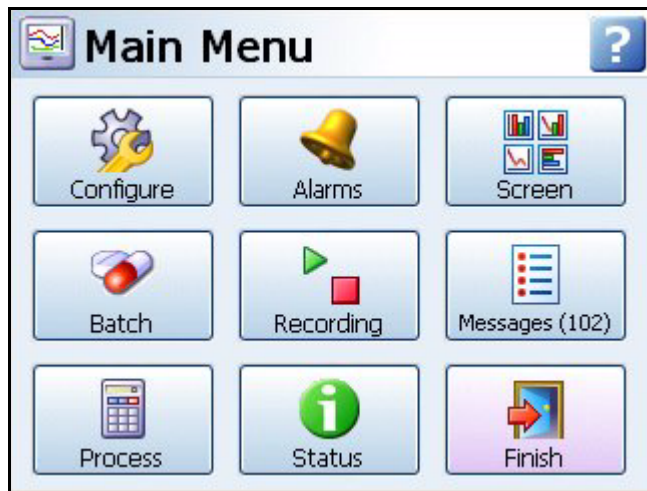 Main Menu
?
Configure
Alarms
Screen
Batch
Recording
Messages (102)
Process
Status
Finish